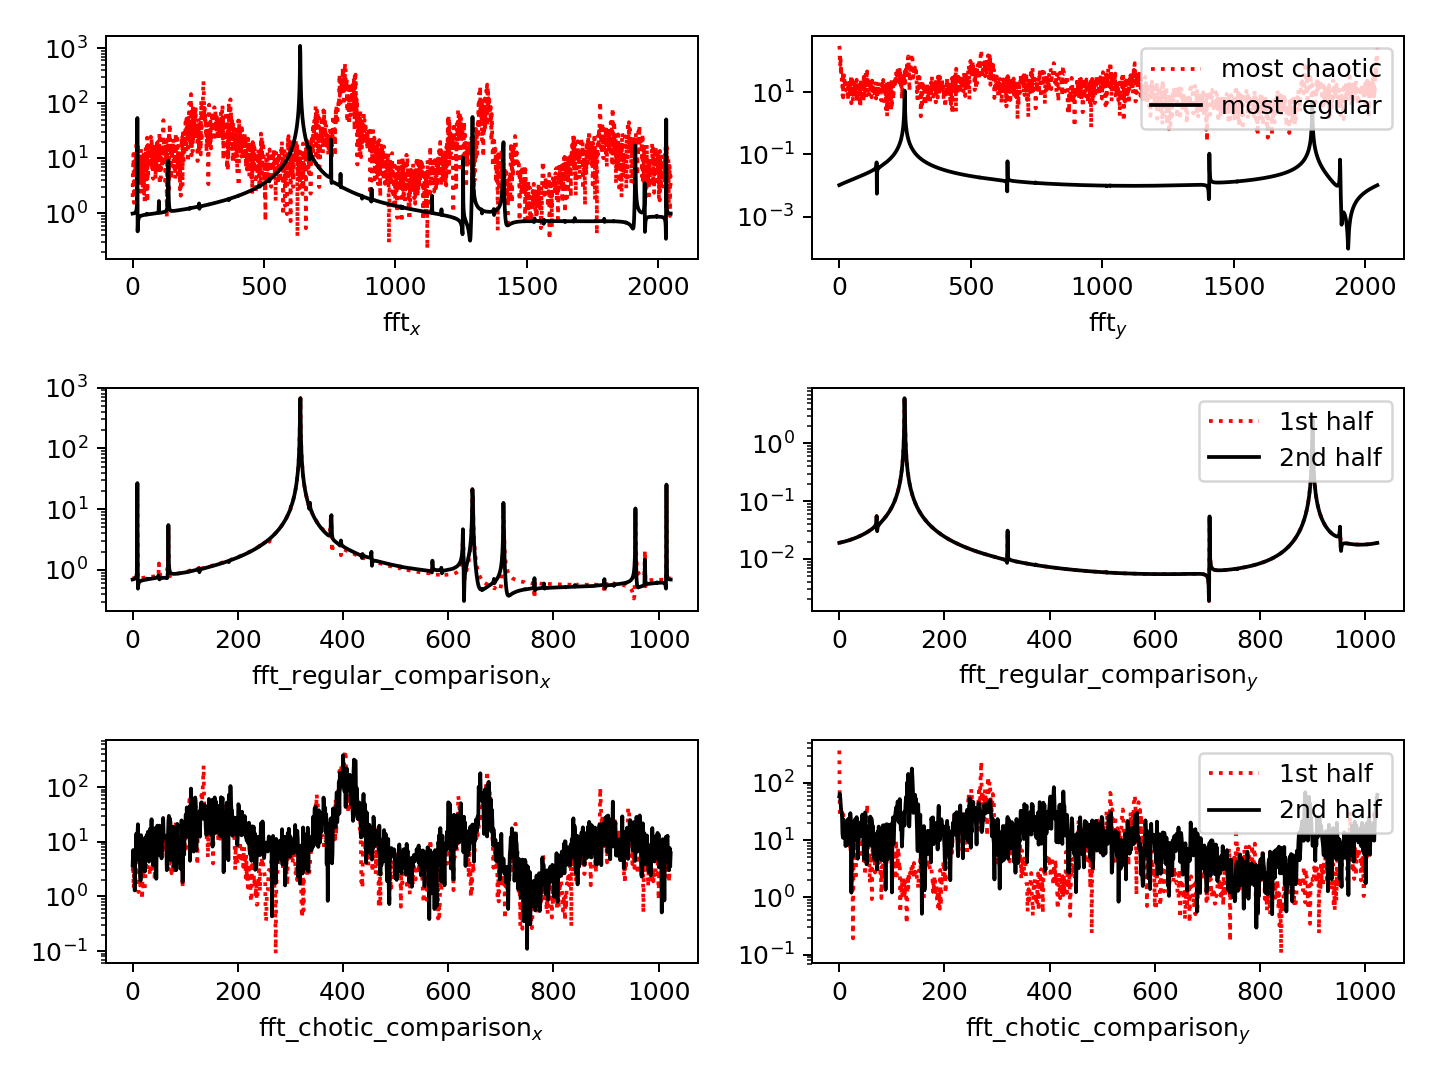 10³
10²
10¹
10⁰
0 500 1000 1500 2000
fftₓ
10¹
10⁻¹
10⁻³
most chaotic
most regular
0 500 1000 1500 2000
fft_y
10³
10²
10¹
10⁰
0 200 400 600 800 1000
fft_regular_comparisonₓ
10⁰
10⁻¹
10⁻²
1st half
2nd half
0 200 400 600 800 1000
fft_regular_comparison_y
10²
10¹
10⁰
10⁻¹
0 200 400 600 800 1000
fft_chotic_comparisonₓ
10²
10¹
10⁰
10⁻¹
1st half
2nd half
0 200 400 600 800 1000
fft_chotic_comparison_y